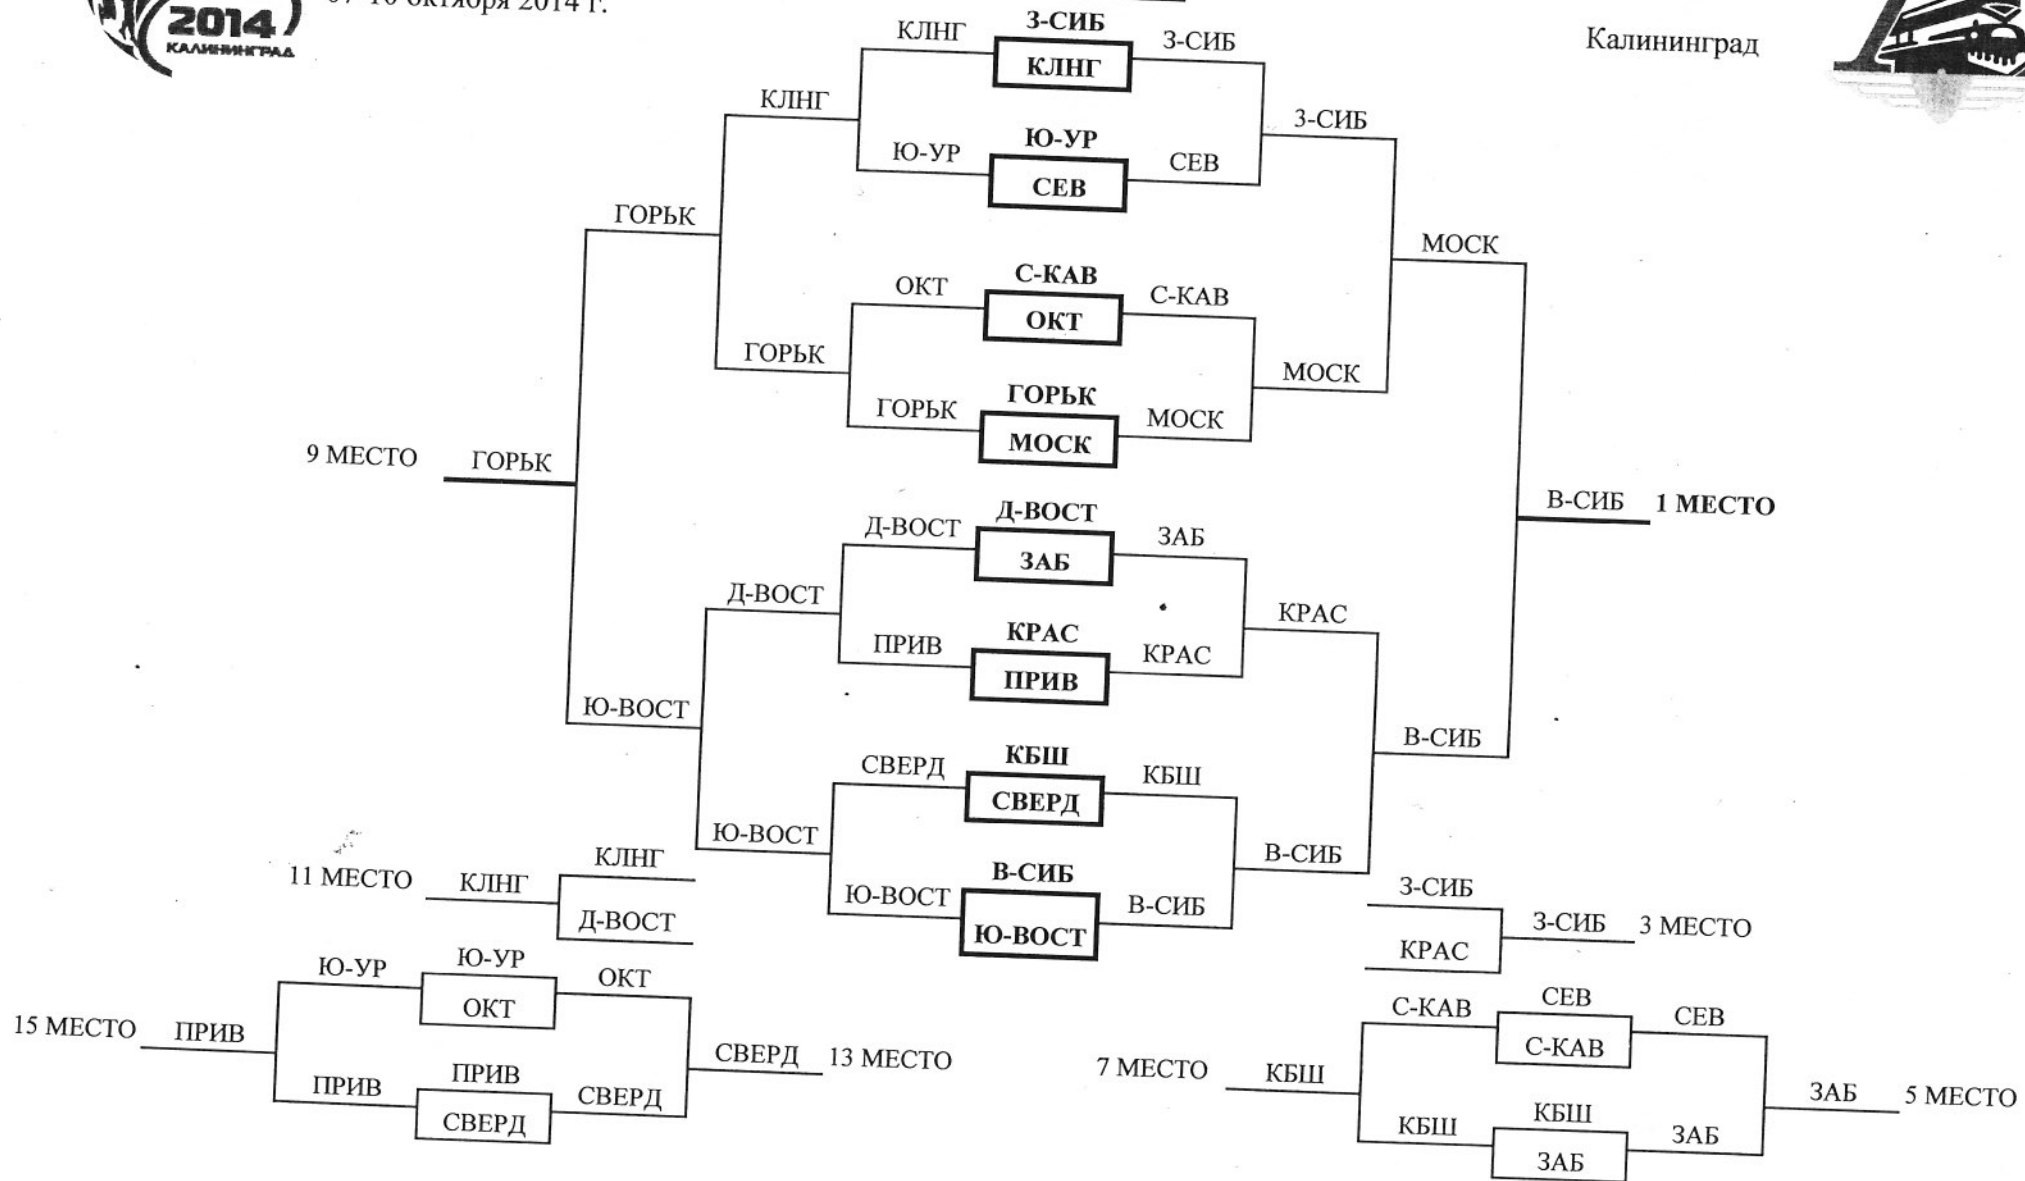 2014
КАЛИНИНГРАД
07-10 октября 2014 г.
Калининград
КЛНГ З-СИБ З-СИБ
КЛНГ
КЛНГ З-СИБ
Ю-УР Ю-УР СЕВ
СЕВ
ГОРЬК МОСК
ОКТ С-КАВ С-КАВ
ОКТ
ГОРЬК МОСК
ГОРЬК ГОРЬК МОСК
МОСК
9 МЕСТО ГОРЬК В-СИБ 1 МЕСТО
Д-ВОСТ Д-ВОСТ ЗАБ
ЗАБ
Д-ВОСТ КРАС
ПРИВ КРАС КРАС
ПРИВ
Ю-ВОСТ В-СИБ
СВЕРД КБШ КБШ
СВЕРД
Ю-ВОСТ В-СИБ
Ю-ВОСТ В-СИБ В-СИБ
Ю-ВОСТ
КЛНГ
11 МЕСТО КЛНГ
Д-ВОСТ
З-СИБ
З-СИБ 3 МЕСТО
КРАС
Ю-УР Ю-УР ОКТ
ОКТ
15 МЕСТО ПРИВ СВЕРД 13 МЕСТО
ПРИВ ПРИВ СВЕРД
СВЕРД
С-КАВ СЕВ СЕВ
С-КАВ
7 МЕСТО КБШ ЗАБ 5 МЕСТО
КБШ КБШ ЗАБ
ЗАБ